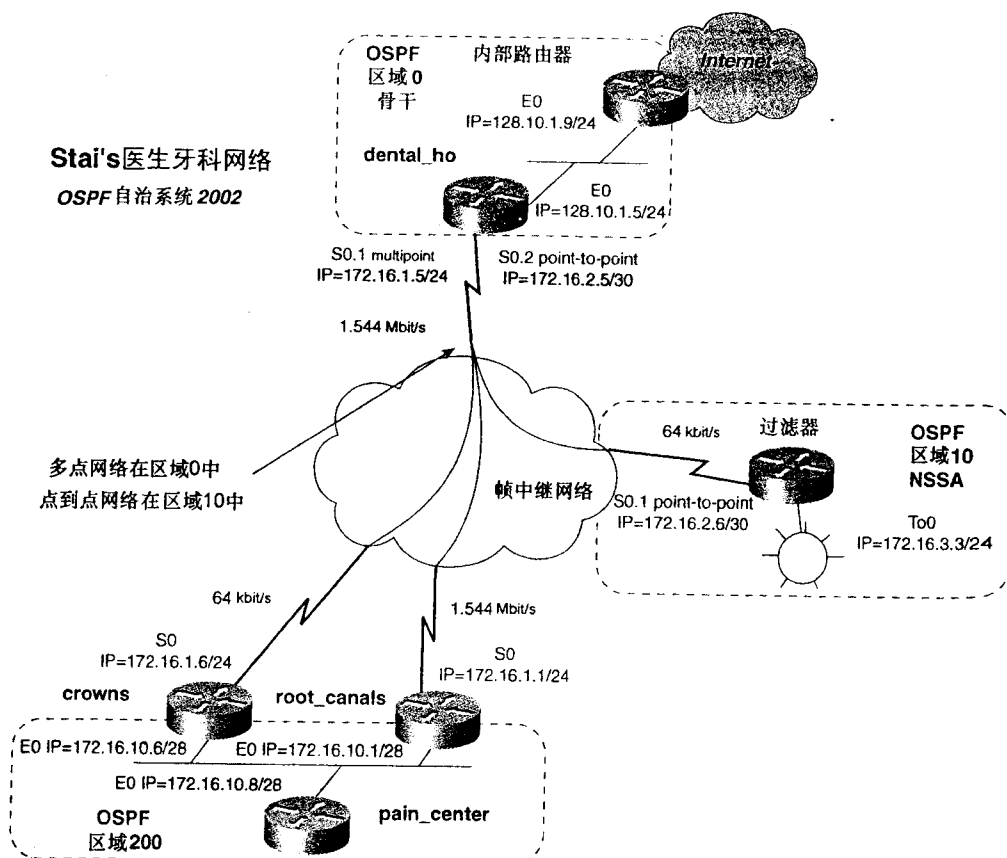 OSPF
区域0
骨干
内部路由器
Internet
E0
IP=128.10.1.9/24
Stai's医生牙科网络
OSPF自治系统2002
dental_ho
E0
IP=128.10.1.5/24
S0.1 multipoint
IP=172.16.1.5/24
S0.2 point-to-point
IP=172.16.2.5/30
1.544 Mbit/s
多点网络在区域0中
点到点网络在区域10中
帧中继网络
64 kbit/s
过滤器
OSPF
区域10
NSSA
S0.1 point-to-point
IP=172.16.2.6/30
To0
IP=172.16.3.3/24
64 kbit/s
1.544 Mbit/s
S0
IP=172.16.1.6/24
S0
IP=172.16.1.1/24
crowns
root_canals
E0 IP=172.16.10.6/28
E0 IP=172.16.10.1/28
E0 IP=172.16.10.8/28
OSPF
区域200
pain_center